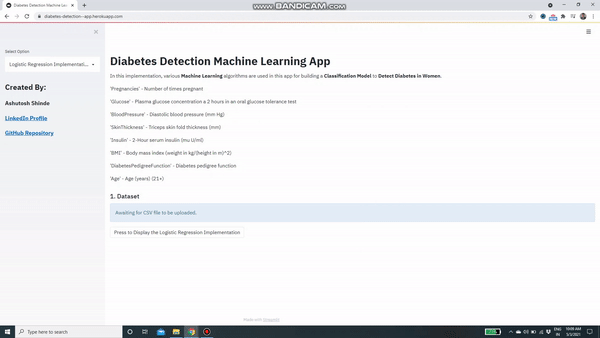 www.BANDICAM.com
Diabetes Detection Machine Lea
diabetes-detection--app.herokuapp.com
Select Option
Logistic Regression Implementati...
Created By:
Ashutosh Shinde
LinkedIn Profile
GitHub Repository
Diabetes Detection Machine Learning App
In this Implementation, various Machine Learning algorithms are used in this app for building a Classification Model to Detect Diabetes in Women.
'Pregnancies' - Number of times pregnant
'Glucose' - Plasma glucose concentration a 2 hours in an oral glucose tolerance test
'BloodPressure' - Diastolic blood pressure (mm Hg)
'SkinThickness' - Triceps skin fold thickness (mm)
'Insulin' - 2-Hour serum insulin (mu U/ml)
'BMI' - Body mass index (weight in kg/(height in m)^2)
'DiabetesPedigreeFunction' - Diabetes pedigree function
'Age' - Age (years) (21+)
1. Dataset
Awaiting for CSV file to be uploaded.
Press to Display the Logistic Regression Implementation
Made with Streamlit
Type here to search
ENG
IN
10:09 AM
5/3/2021